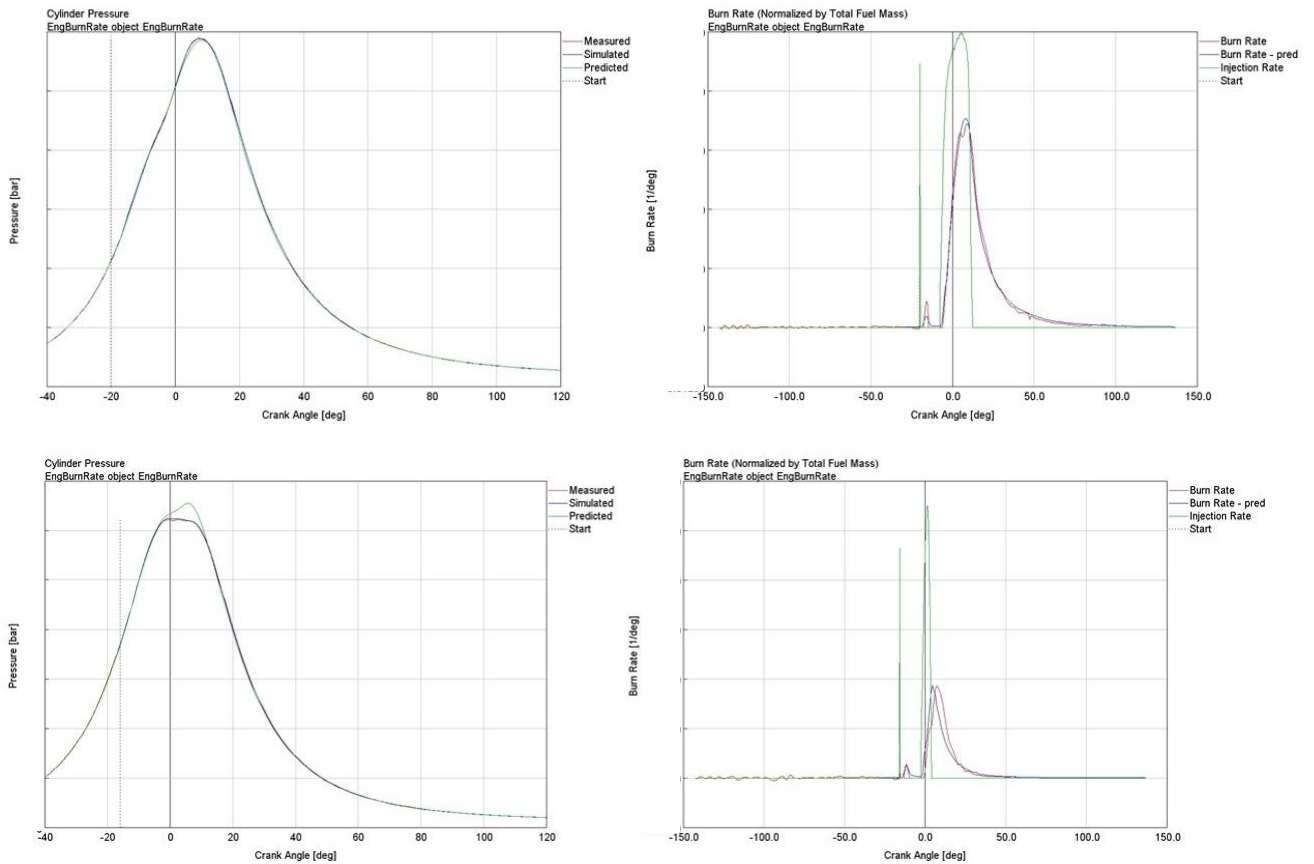 Cylinder Pressure
EngBurnRate object EngBurnRate
Measured
Simulated
Predicted
Start
Pressure [bar]
-40 -20 0 20 40 60 80 100 120
Crank Angle [deg]
Burn Rate (Normalized by Total Fuel Mass)
EngBurnRate object EngBurnRate
Burn Rate
Burn Rate - pred
Injection Rate
Start
Burn Rate [1/deg]
-150.0 -100.0 -50.0 0.0 50.0 100.0 150.0
Crank Angle [deg]
Cylinder Pressure
EngBurnRate object EngBurnRate
Measured
Simulated
Predicted
Start
Pressure [bar]
-40 -20 0 20 40 60 80 100 120
Crank Angle [deg]
Burn Rate (Normalized by Total Fuel Mass)
EngBurnRate object EngBurnRate
Burn Rate
Burn Rate - pred
Injection Rate
Start
Burn Rate [1/deg]
-150.0 -100.0 -50.0 0.0 50.0 100.0 150.0
Crank Angle [deg]